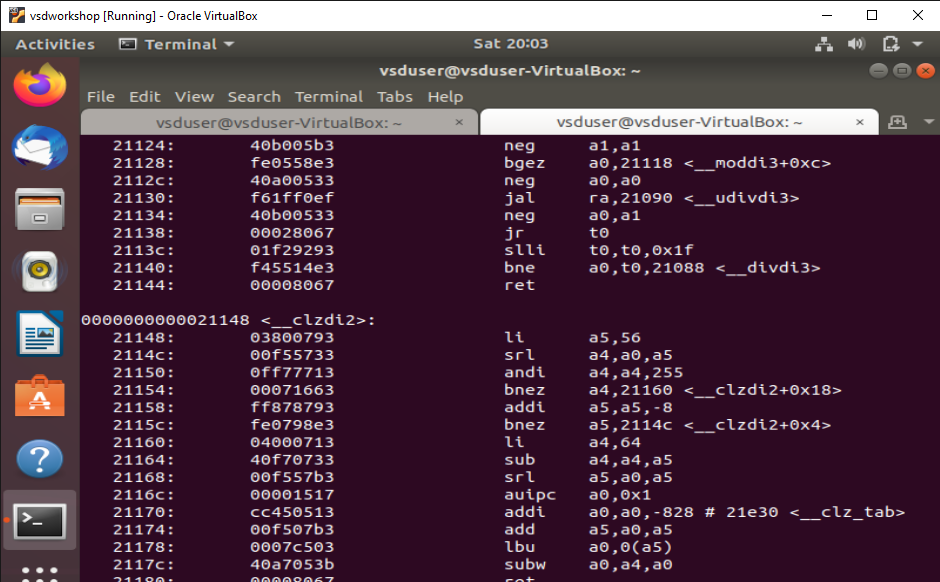 vsdworkshop [Running] - Oracle VirtualBox
Activities Terminal Sat 20:03
vsduser@vsduser-VirtualBox: ~
File Edit View Search Terminal Tabs Help
vsduser@vsduser-VirtualBox: ~ × vsduser@vsduser-VirtualBox: ~ ×
21124: 40b005b3 neg a1,a1
21128: fe0558e3 bgez a0,21118 <__moddi3+0xc>
2112c: 40a00533 neg a0,a0
21130: f61ff0ef jal ra,21090 <__udivdi3>
21134: 40b00533 neg a0,a1
21138: 00028067 jr t0
2113c: 01f29293 slli t0,t0,0x1f
21140: f45514e3 bne a0,t0,21088 <__divdi3>
21144: 00008067 ret
0000000000021148 <__clzdi2>:
21148: 03800793 li a5,56
2114c: 00f55733 srl a4,a0,a5
21150: 0ff77713 andi a4,a4,255
21154: 00071663 bnez a4,21160 <__clzdi2+0x18>
21158: ff878793 addi a5,a5,-8
2115c: fe0798e3 bnez a5,2114c <__clzdi2+0x4>
21160: 04000713 li a4,64
21164: 40f70733 sub a4,a4,a5
21168: 00f557b3 srl a5,a0,a5
2116c: 00001517 auipc a0,0x1
21170: cc450513 addi a0,a0,-828 # 21e30 <__clz_tab>
21174: 00f507b3 add a5,a0,a5
21178: 0007c503 lbu a0,0(a5)
2117c: 40a7053b subw a0,a4,a0
21180: 00008067 ret